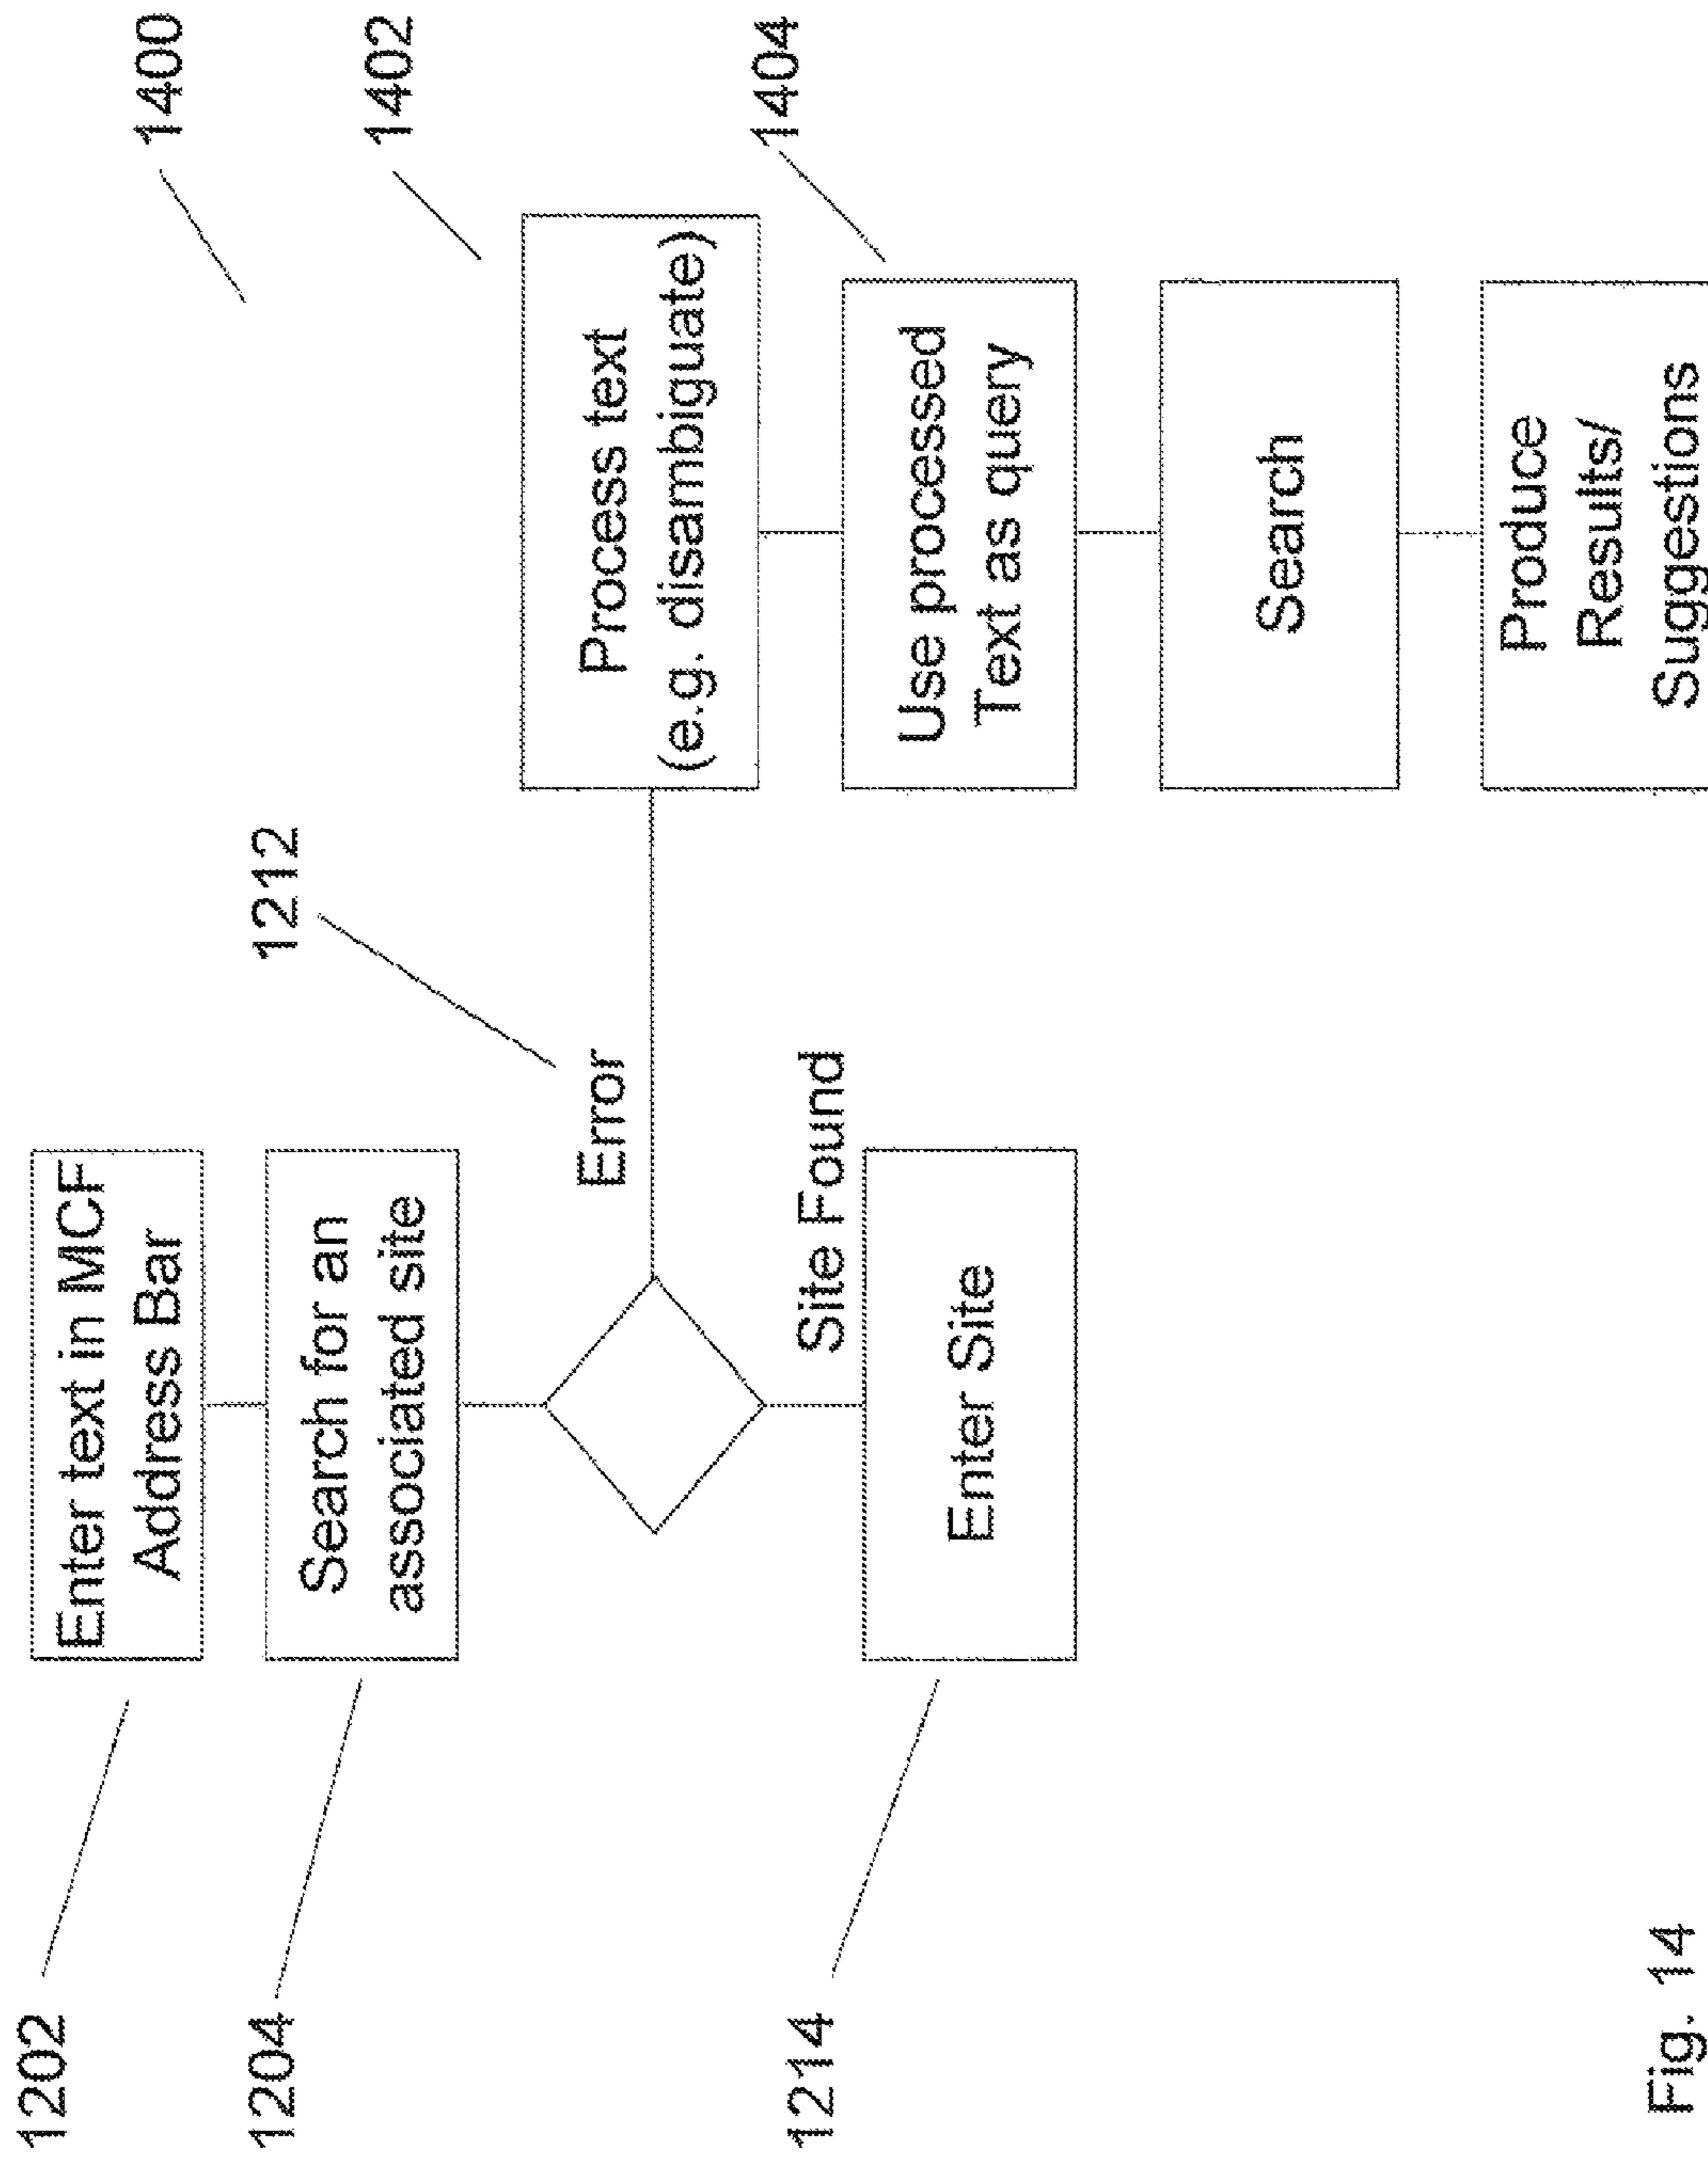 1400
1202
Enter text in MCF
Address Bar
1204
Search for an
associated site
1212
Error
1402
Process text
(e.g. disambiguate)
1404
Use processed
Text as query
Search
Produce
Results/
Suggestions
Site Found
1214
Enter Site
Fig. 14